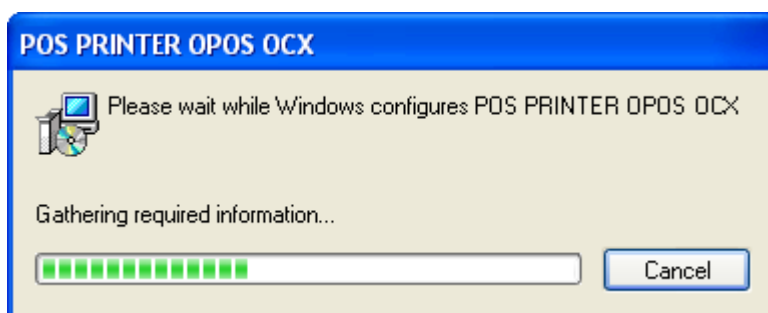 POS PRINTER OPOS OCX
Please wait while Windows configures POS PRINTER OPOS OCX
Gathering required information...
Cancel